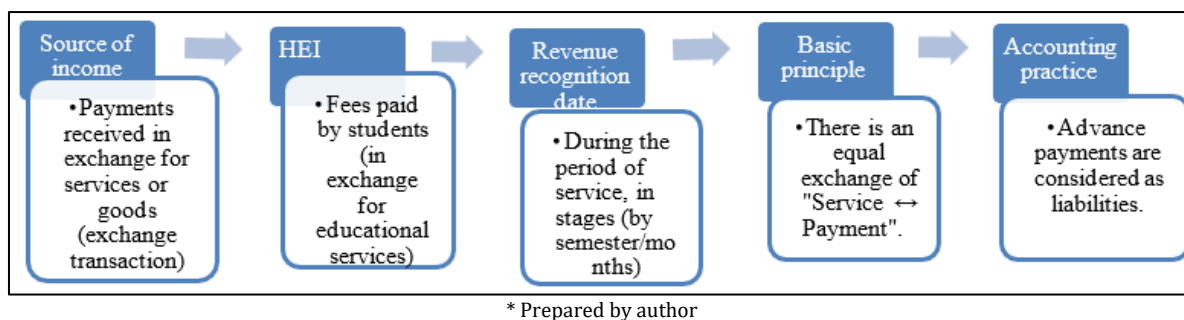 Source of
income
•Payments
received in
exchange for
services or
goods
(exchange
transaction)
HEI
•Fees paid
by students
(in
exchange
for
educational
services)
Revenue
recognition
date
•During the
period of
service, in
stages (by
semester/mo
nths)
Basic
principle
•There is an
equal
exchange of
"Service ↔
Payment".
Accounting
practice
•Advance
payments are
considered as
liabilities.
* Prepared by author